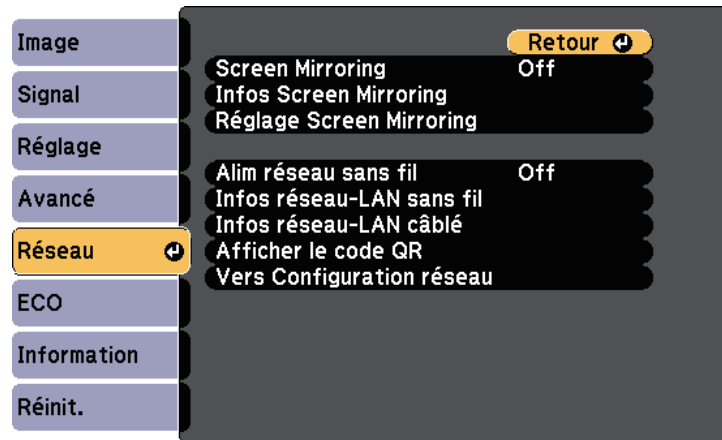 Image
Signal
Réglage
Avancé
Réseau
ECO
Information
Réinit.
Retour
Screen Mirroring Off
Infos Screen Mirroring
Réglage Screen Mirroring
Alim réseau sans fil Off
Infos réseau-LAN sans fil
Infos réseau-LAN câblé
Afficher le code QR
Vers Configuration réseau